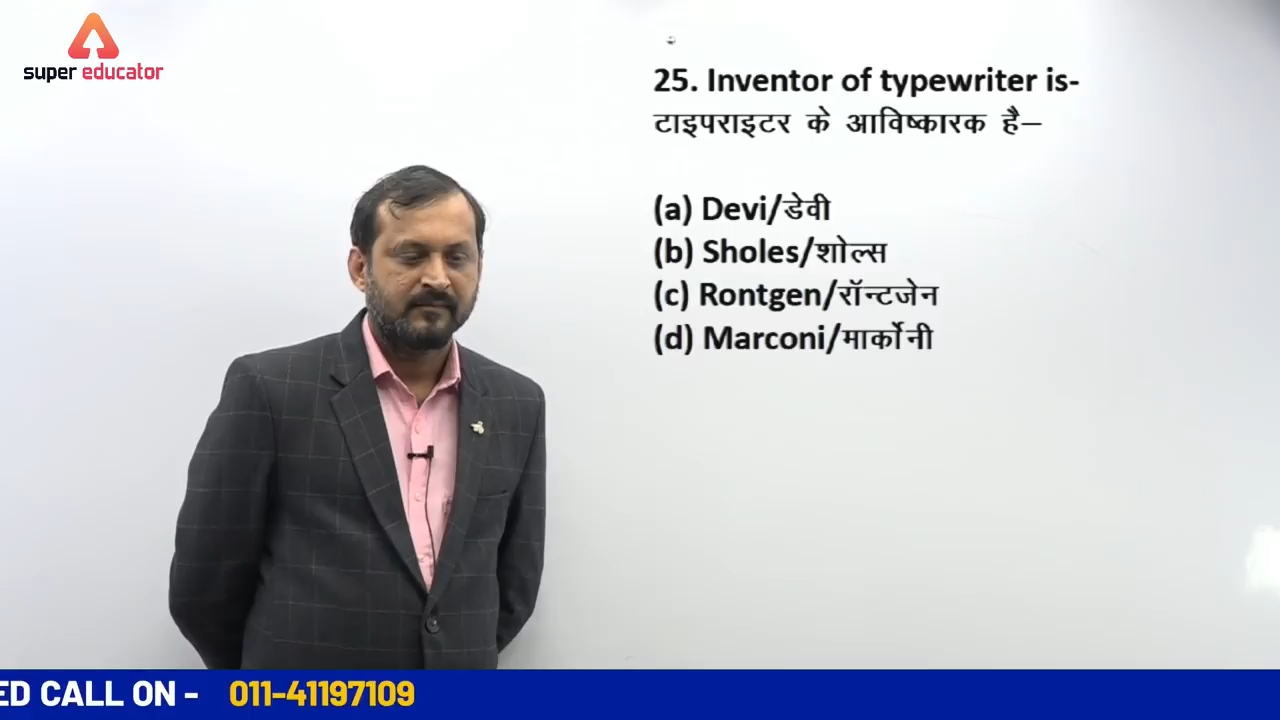 super educator
25. Inventor of typewriter is-
टाइपराइटर के आविष्कारक है–
(a) Devi/डेवी
(b) Sholes/शोल्स
(c) Rontgen/रॉन्टजेन
(d) Marconi/मार्कोनी
ED CALL ON - 011-41197109